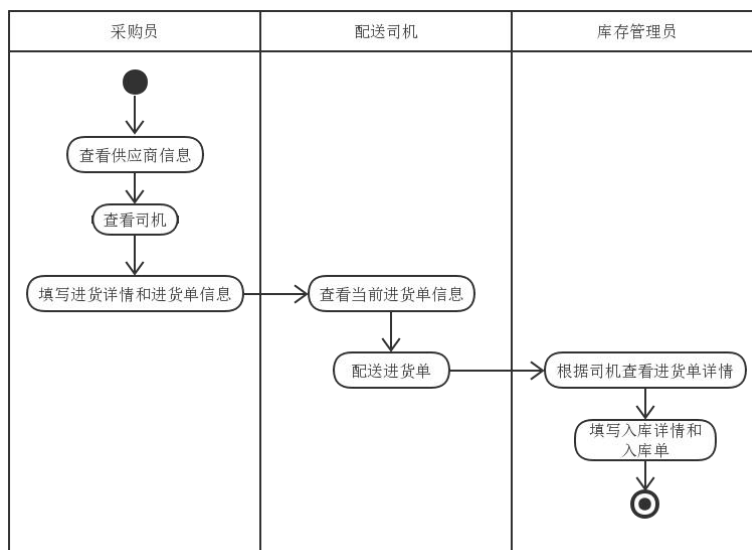 采购员
配送司机
库存管理员
查看供应商信息
查看司机
填写进货详情和进货单信息
查看当前进货单信息
配送进货单
根据司机查看进货单详情
填写入库详情和
入库单